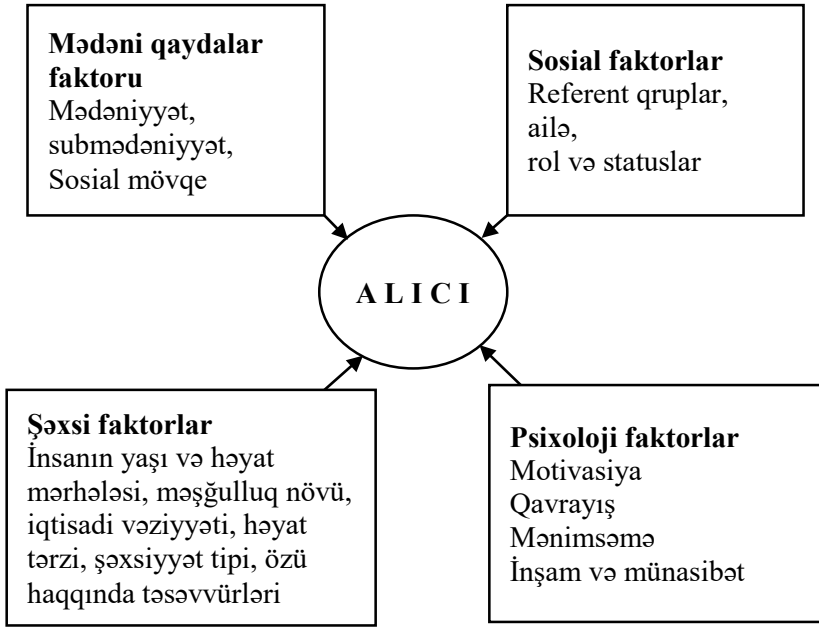 Mədəni qaydalar
faktoru
Mədəniyyət,
submədəniyyət,
Sosial mövqe
Sosial faktorlar
Referent qruplar,
ailə,
rol və statuslar
A L I C I
Şəxsi faktorlar
İnsanın yaşı və həyat
mərhələsi, məşğulluq növü,
iqtisadi vəziyyəti, həyat
tərzi, şəxsiyyət tipi, özü
haqqında təsəvvürləri
Psixoloji faktorlar
Motivasiya
Qavrayış
Mənimsəmə
İnşam və münasibət